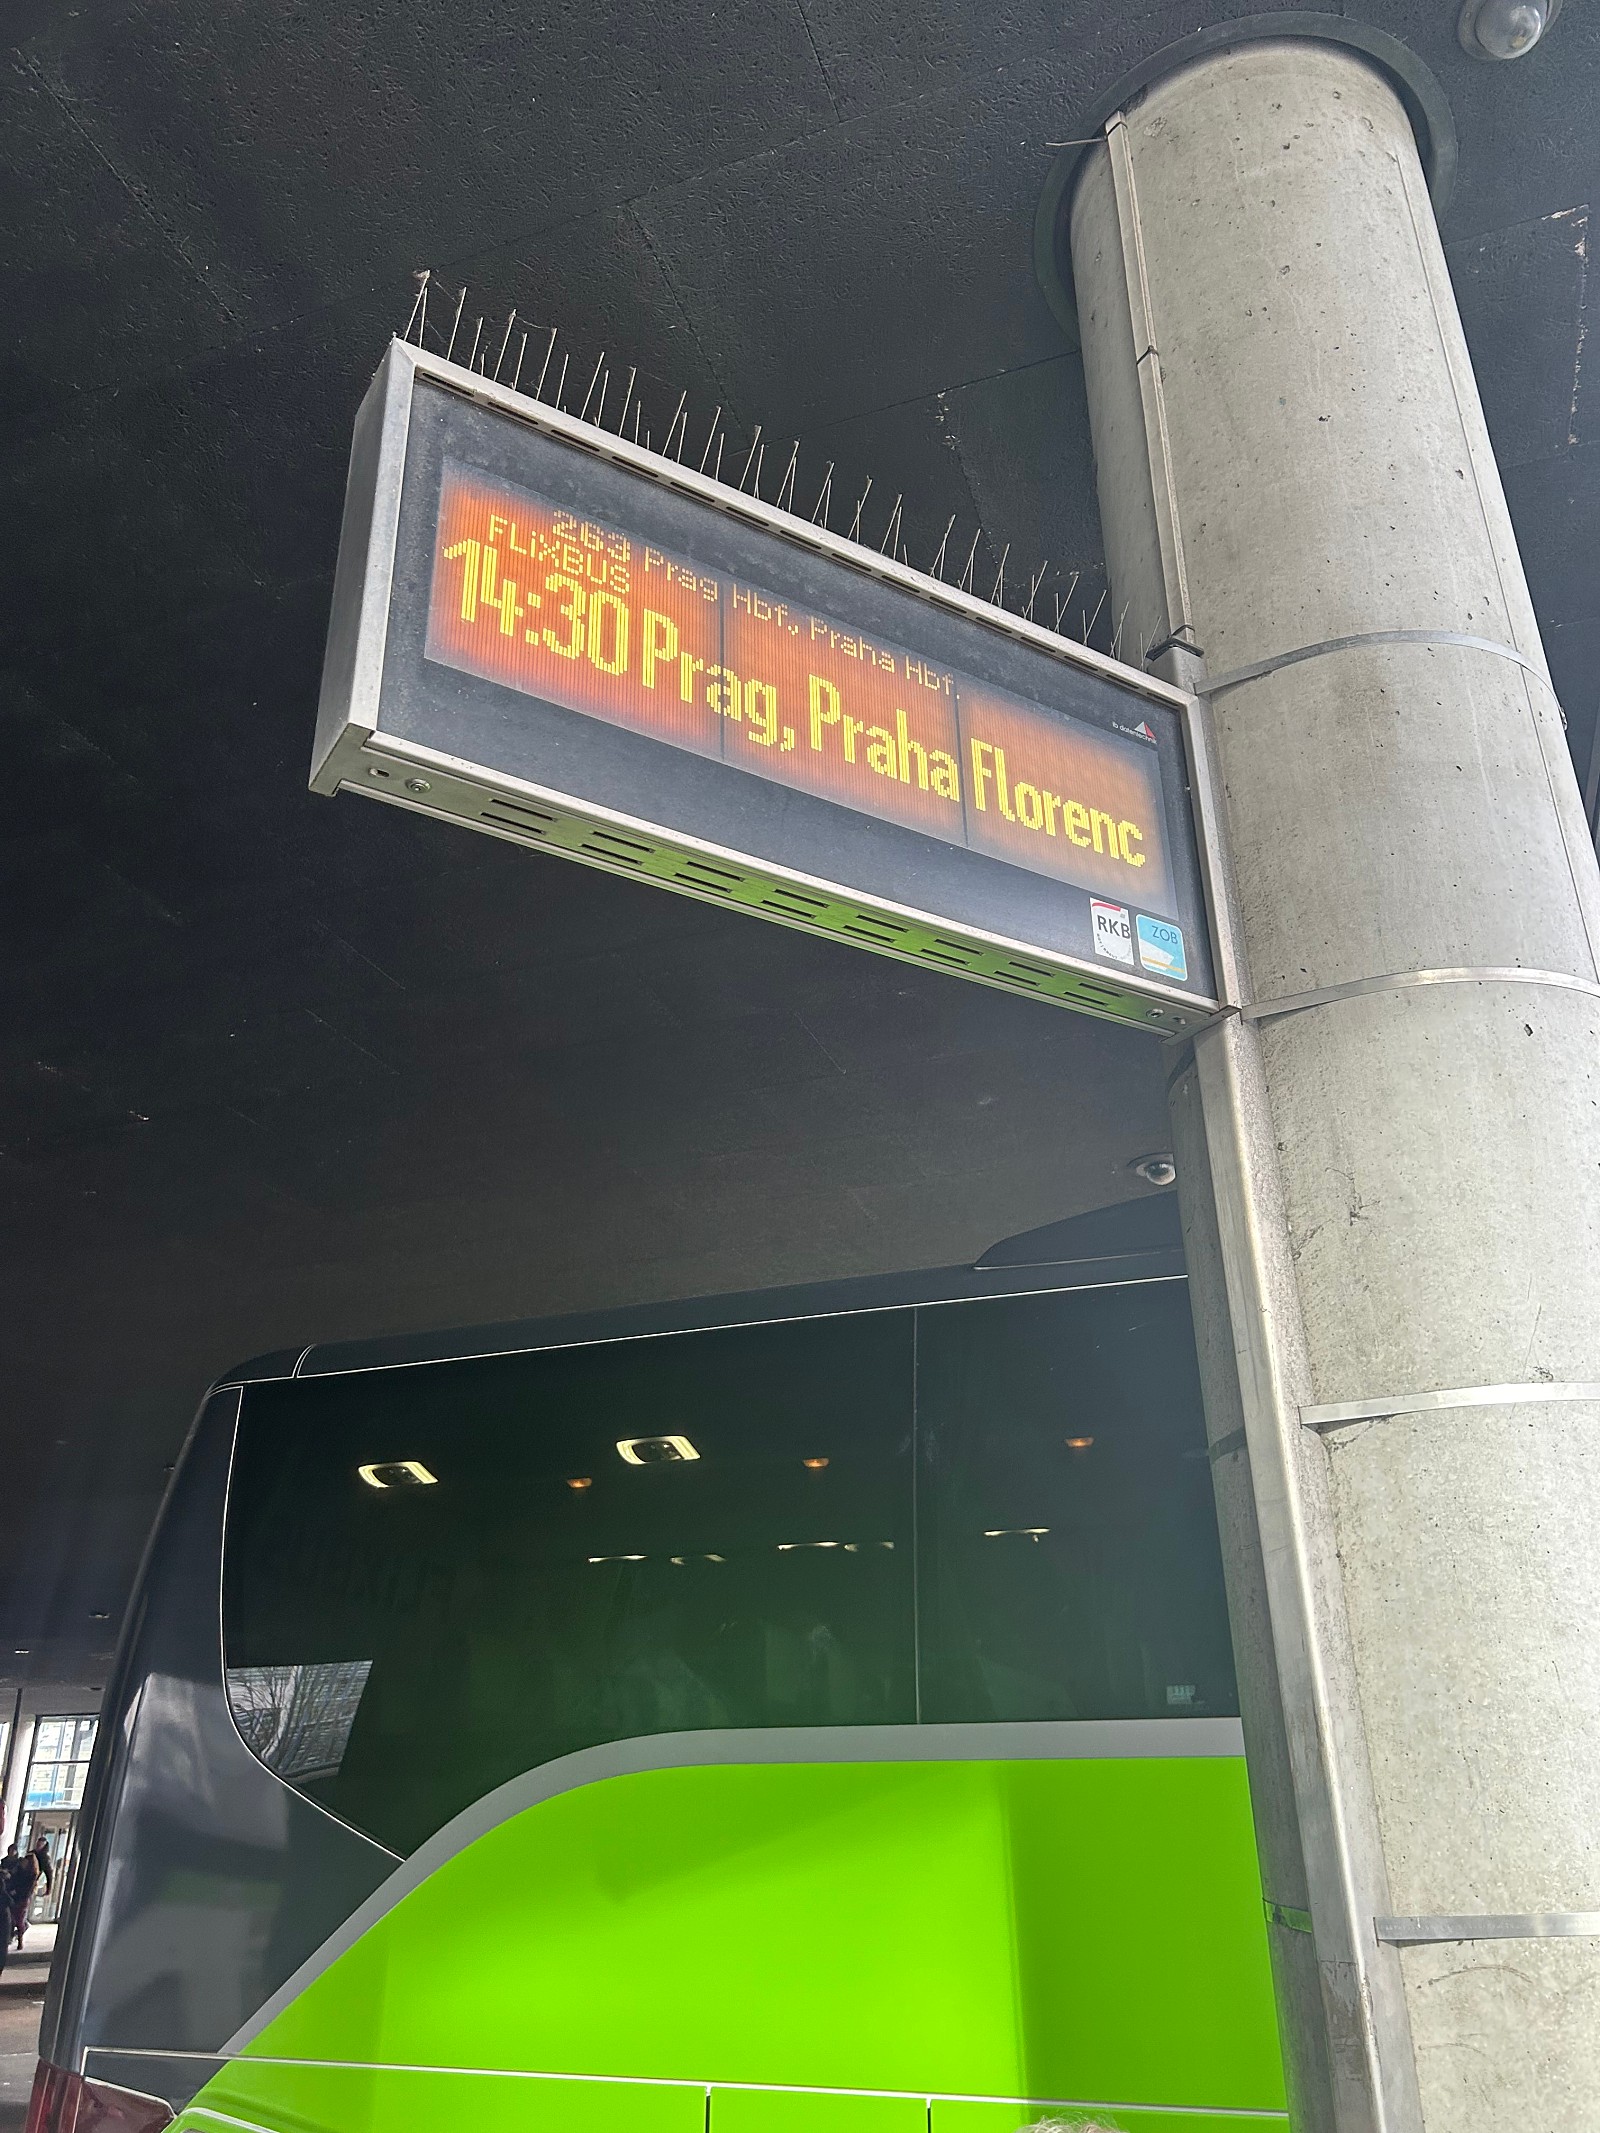 263 Prag Hbf., Praha Hbf.
FLiXBUS
14:30 Prag, Praha Florenc
RKB
ZOB